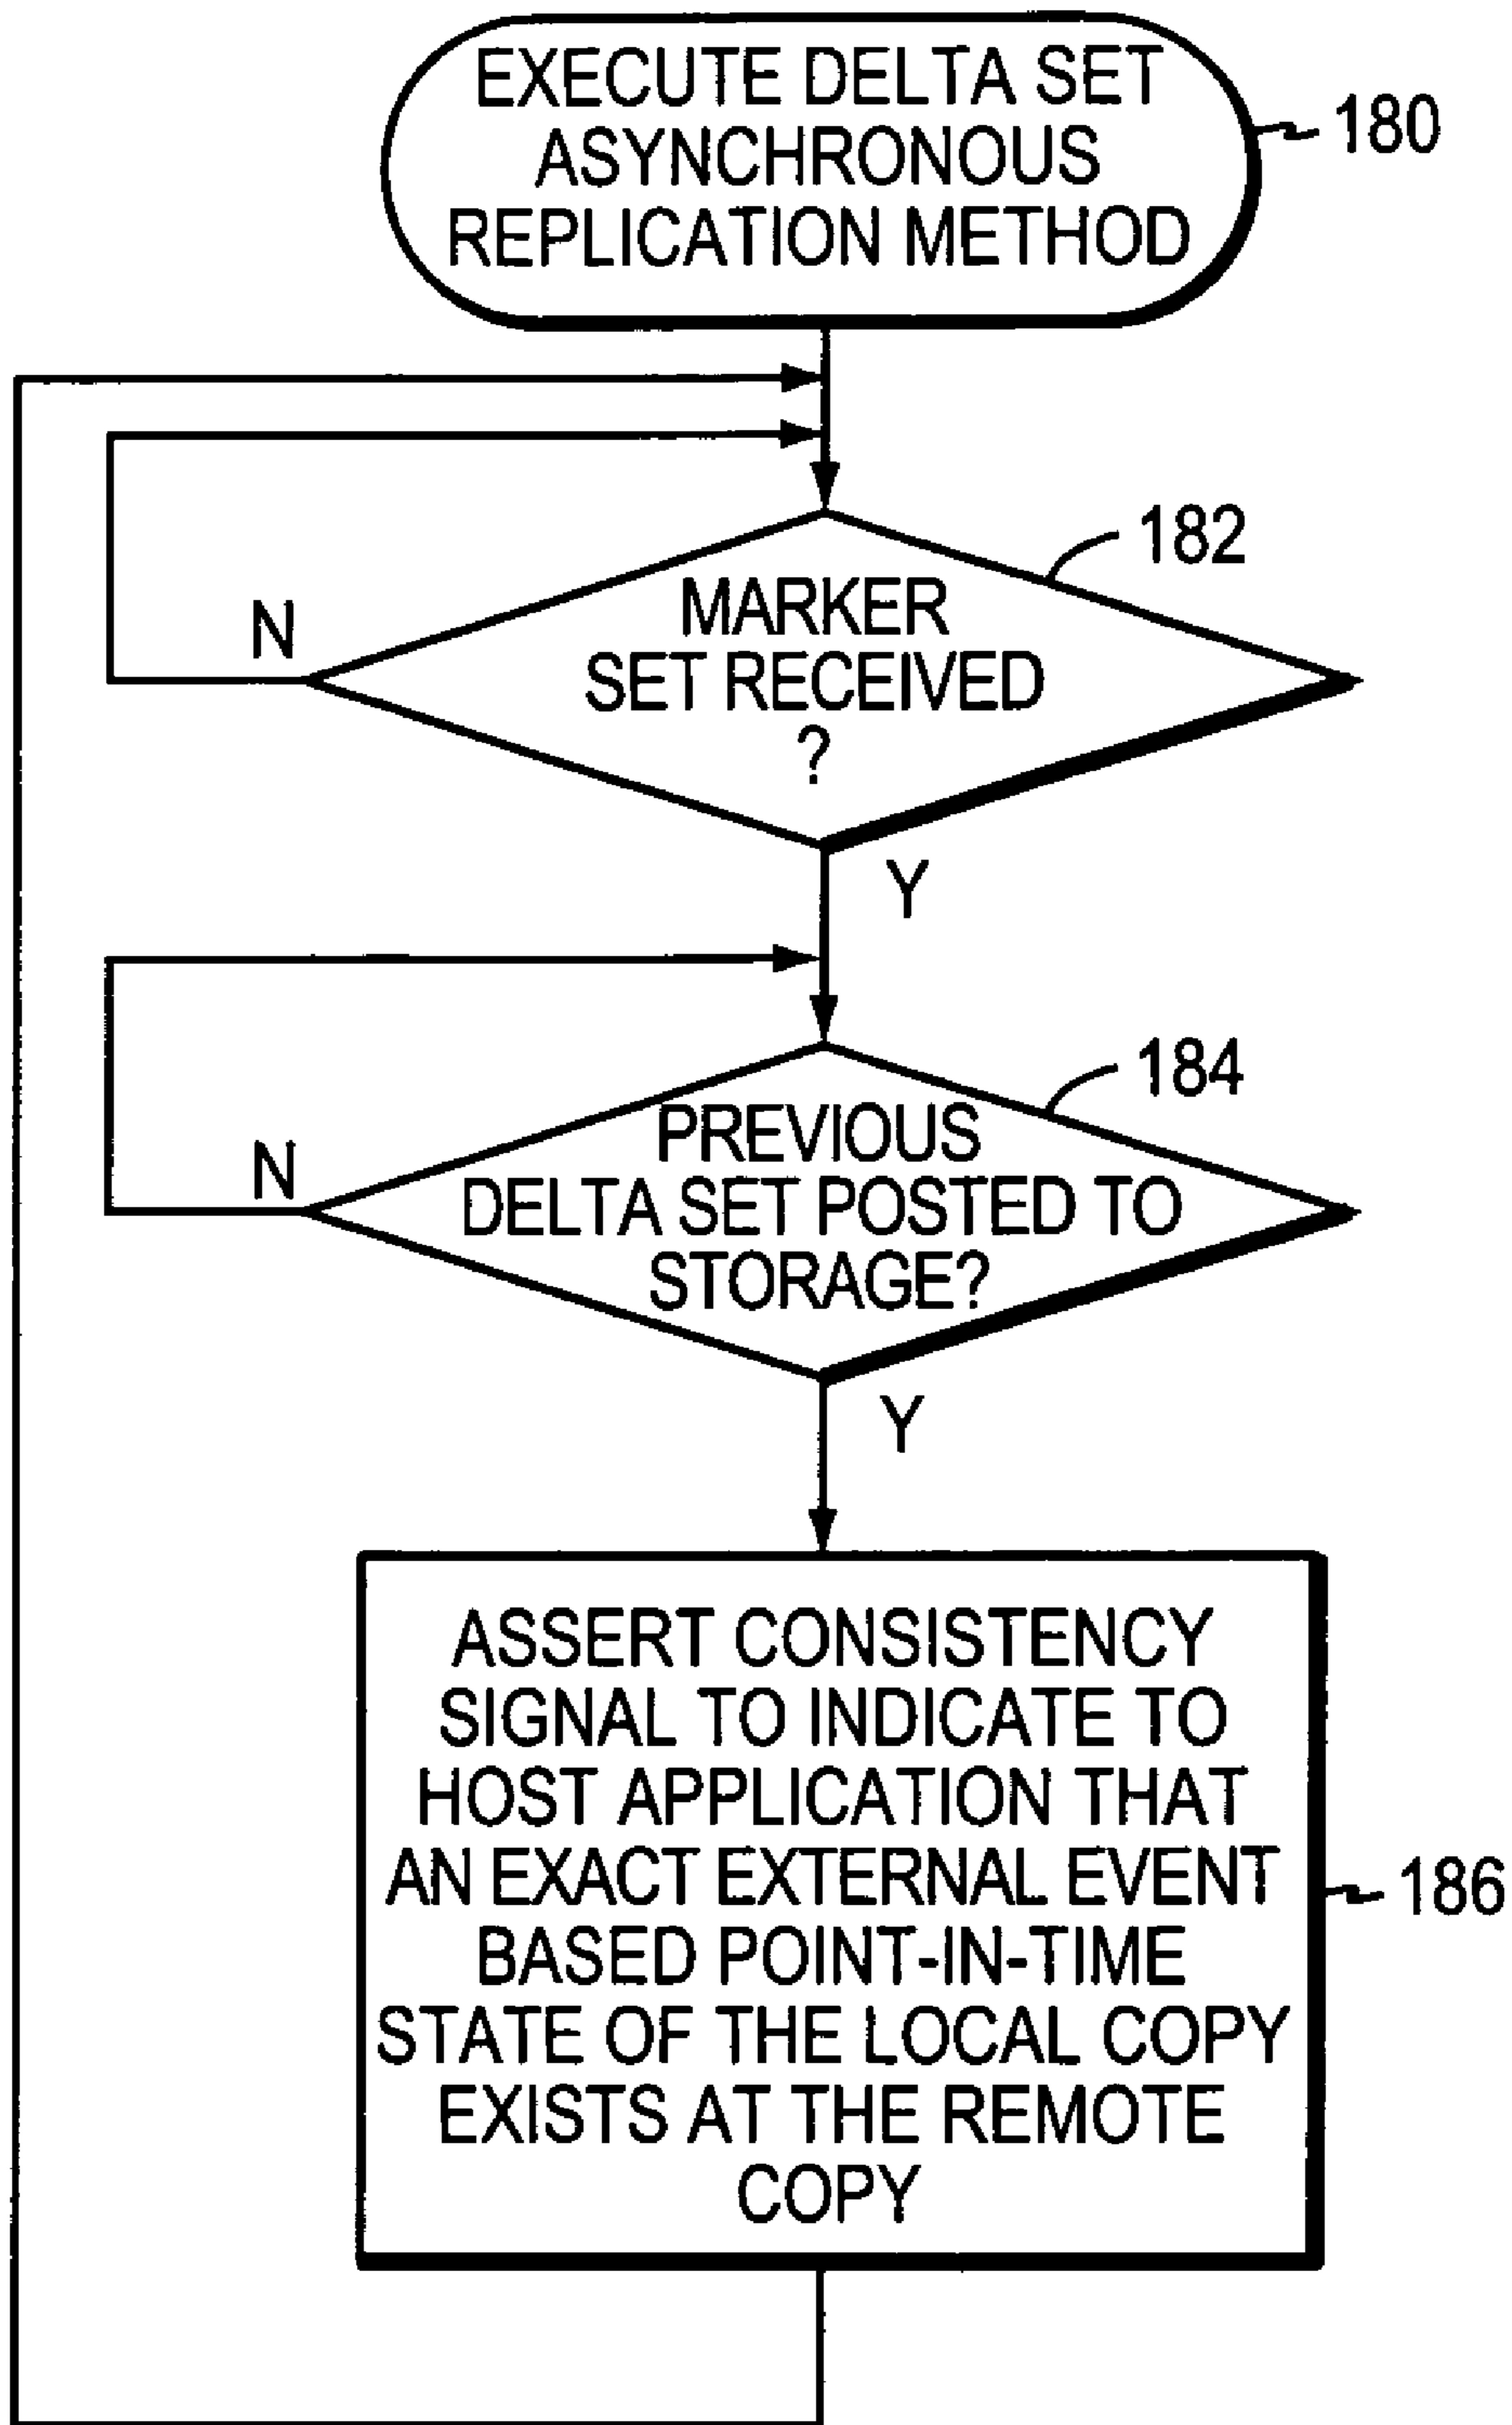 EXECUTE DELTA SET
ASYNCHRONOUS
REPLICATION METHOD
180
182
MARKER
SET RECEIVED
?
N
Y
184
PREVIOUS
DELTA SET POSTED TO
STORAGE?
N
Y
ASSERT CONSISTENCY
SIGNAL TO INDICATE TO
HOST APPLICATION THAT
AN EXACT EXTERNAL EVENT
BASED POINT-IN-TIME
STATE OF THE LOCAL COPY
EXISTS AT THE REMOTE
COPY
186